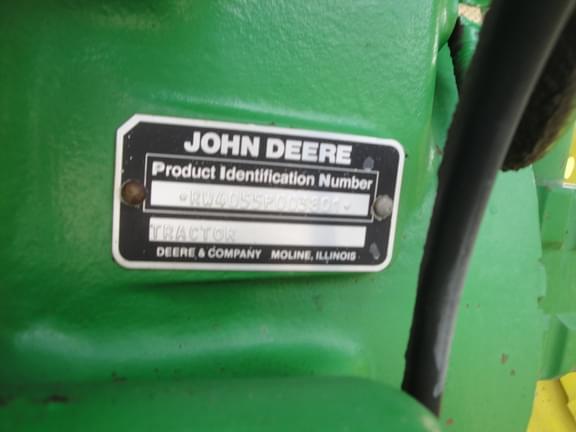 JOHN DEERE
Product Identification Number
TRACTOR
DEERE & COMPANY MOLINE, ILLINOIS